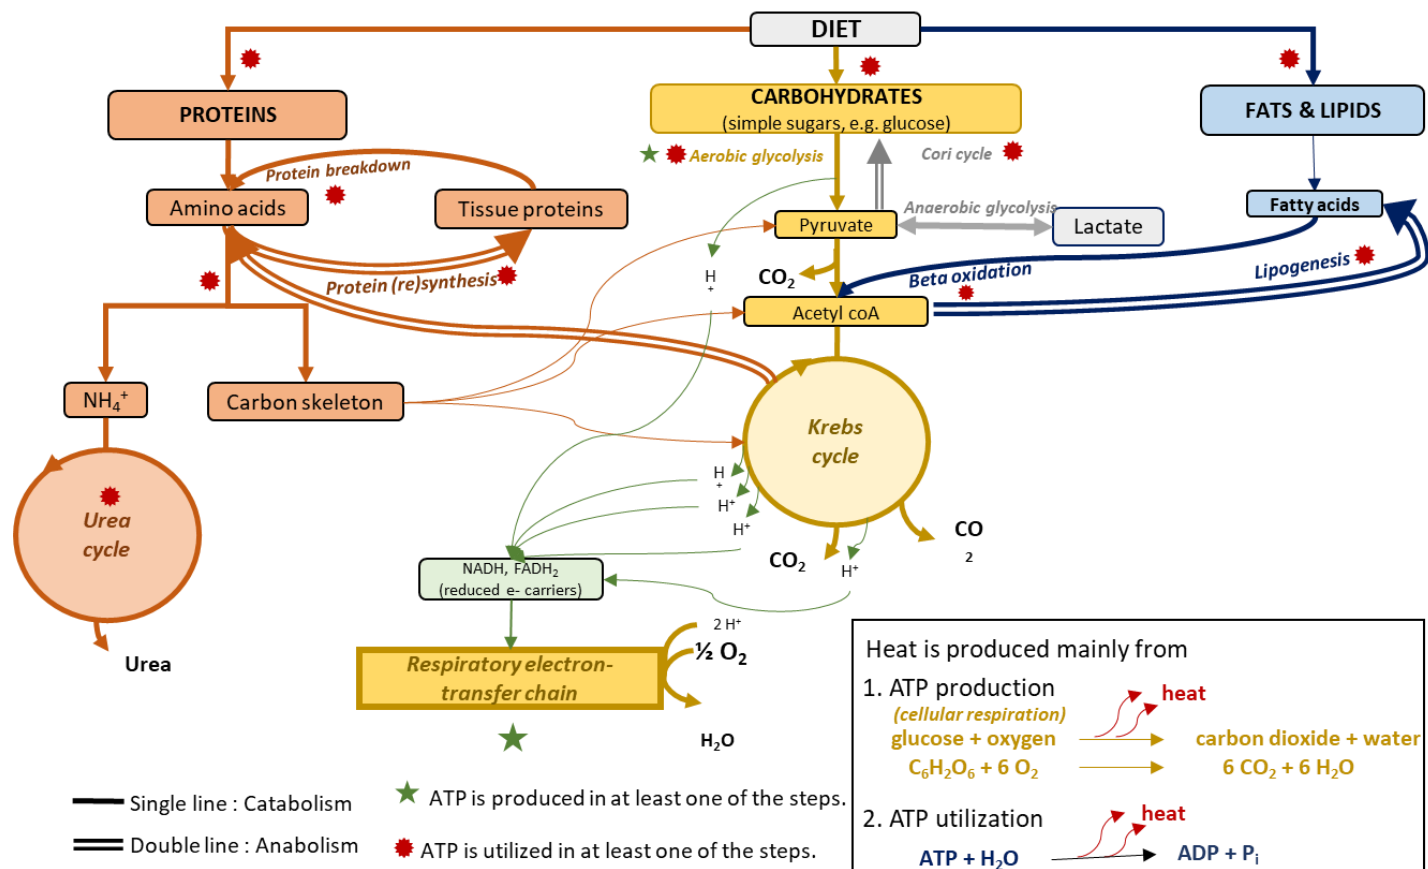 DIET
PROTEINS
CARBOHYDRATES
(simple sugars, e.g. glucose)
FATS & LIPIDS
Protein breakdown
Aerobic glycolysis
Cori cycle
Amino acids
Tissue proteins
Pyruvate
Anaerobic glycolysis
Lactate
Fatty acids
Protein (re)synthesis
H
+
CO₂
Beta oxidation
Lipogenesis
Acetyl coA
NH₄⁺
Carbon skeleton
Krebs
cycle
Urea
cycle
H
+
H⁺
H⁺
CO₂
H⁺
CO
2
NADH, FADH₂
(reduced e- carriers)
2 H⁺
½ O₂
Respiratory electron-
transfer chain
H₂O
Urea
Single line : Catabolism
Double line : Anabolism
ATP is produced in at least one of the steps.
ATP is utilized in at least one of the steps.
Heat is produced mainly from
1. ATP production
(cellular respiration)
heat
glucose + oxygen carbon dioxide + water
C₆H₂O₆ + 6 O₂ 6 CO₂ + 6 H₂O
2. ATP utilization
heat
ATP + H₂O ADP + Pᵢ